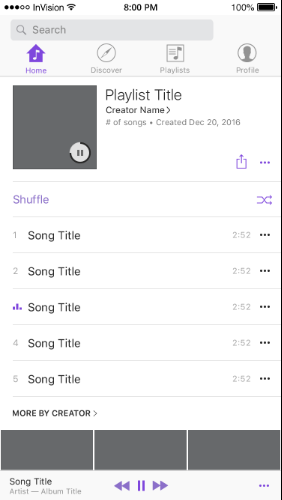 ●●●○○ InVision 8:00 PM 100%
Search
Home Discover Playlists Profile
Playlist Title
Creator Name >
# of songs • Created Dec 20, 2016
Shuffle
1 Song Title 2:52 •••
2 Song Title 2:52 •••
Song Title 2:52 •••
4 Song Title 2:52 •••
5 Song Title 2:52 •••
MORE BY CREATOR >
Song Title
Artist — Album Title